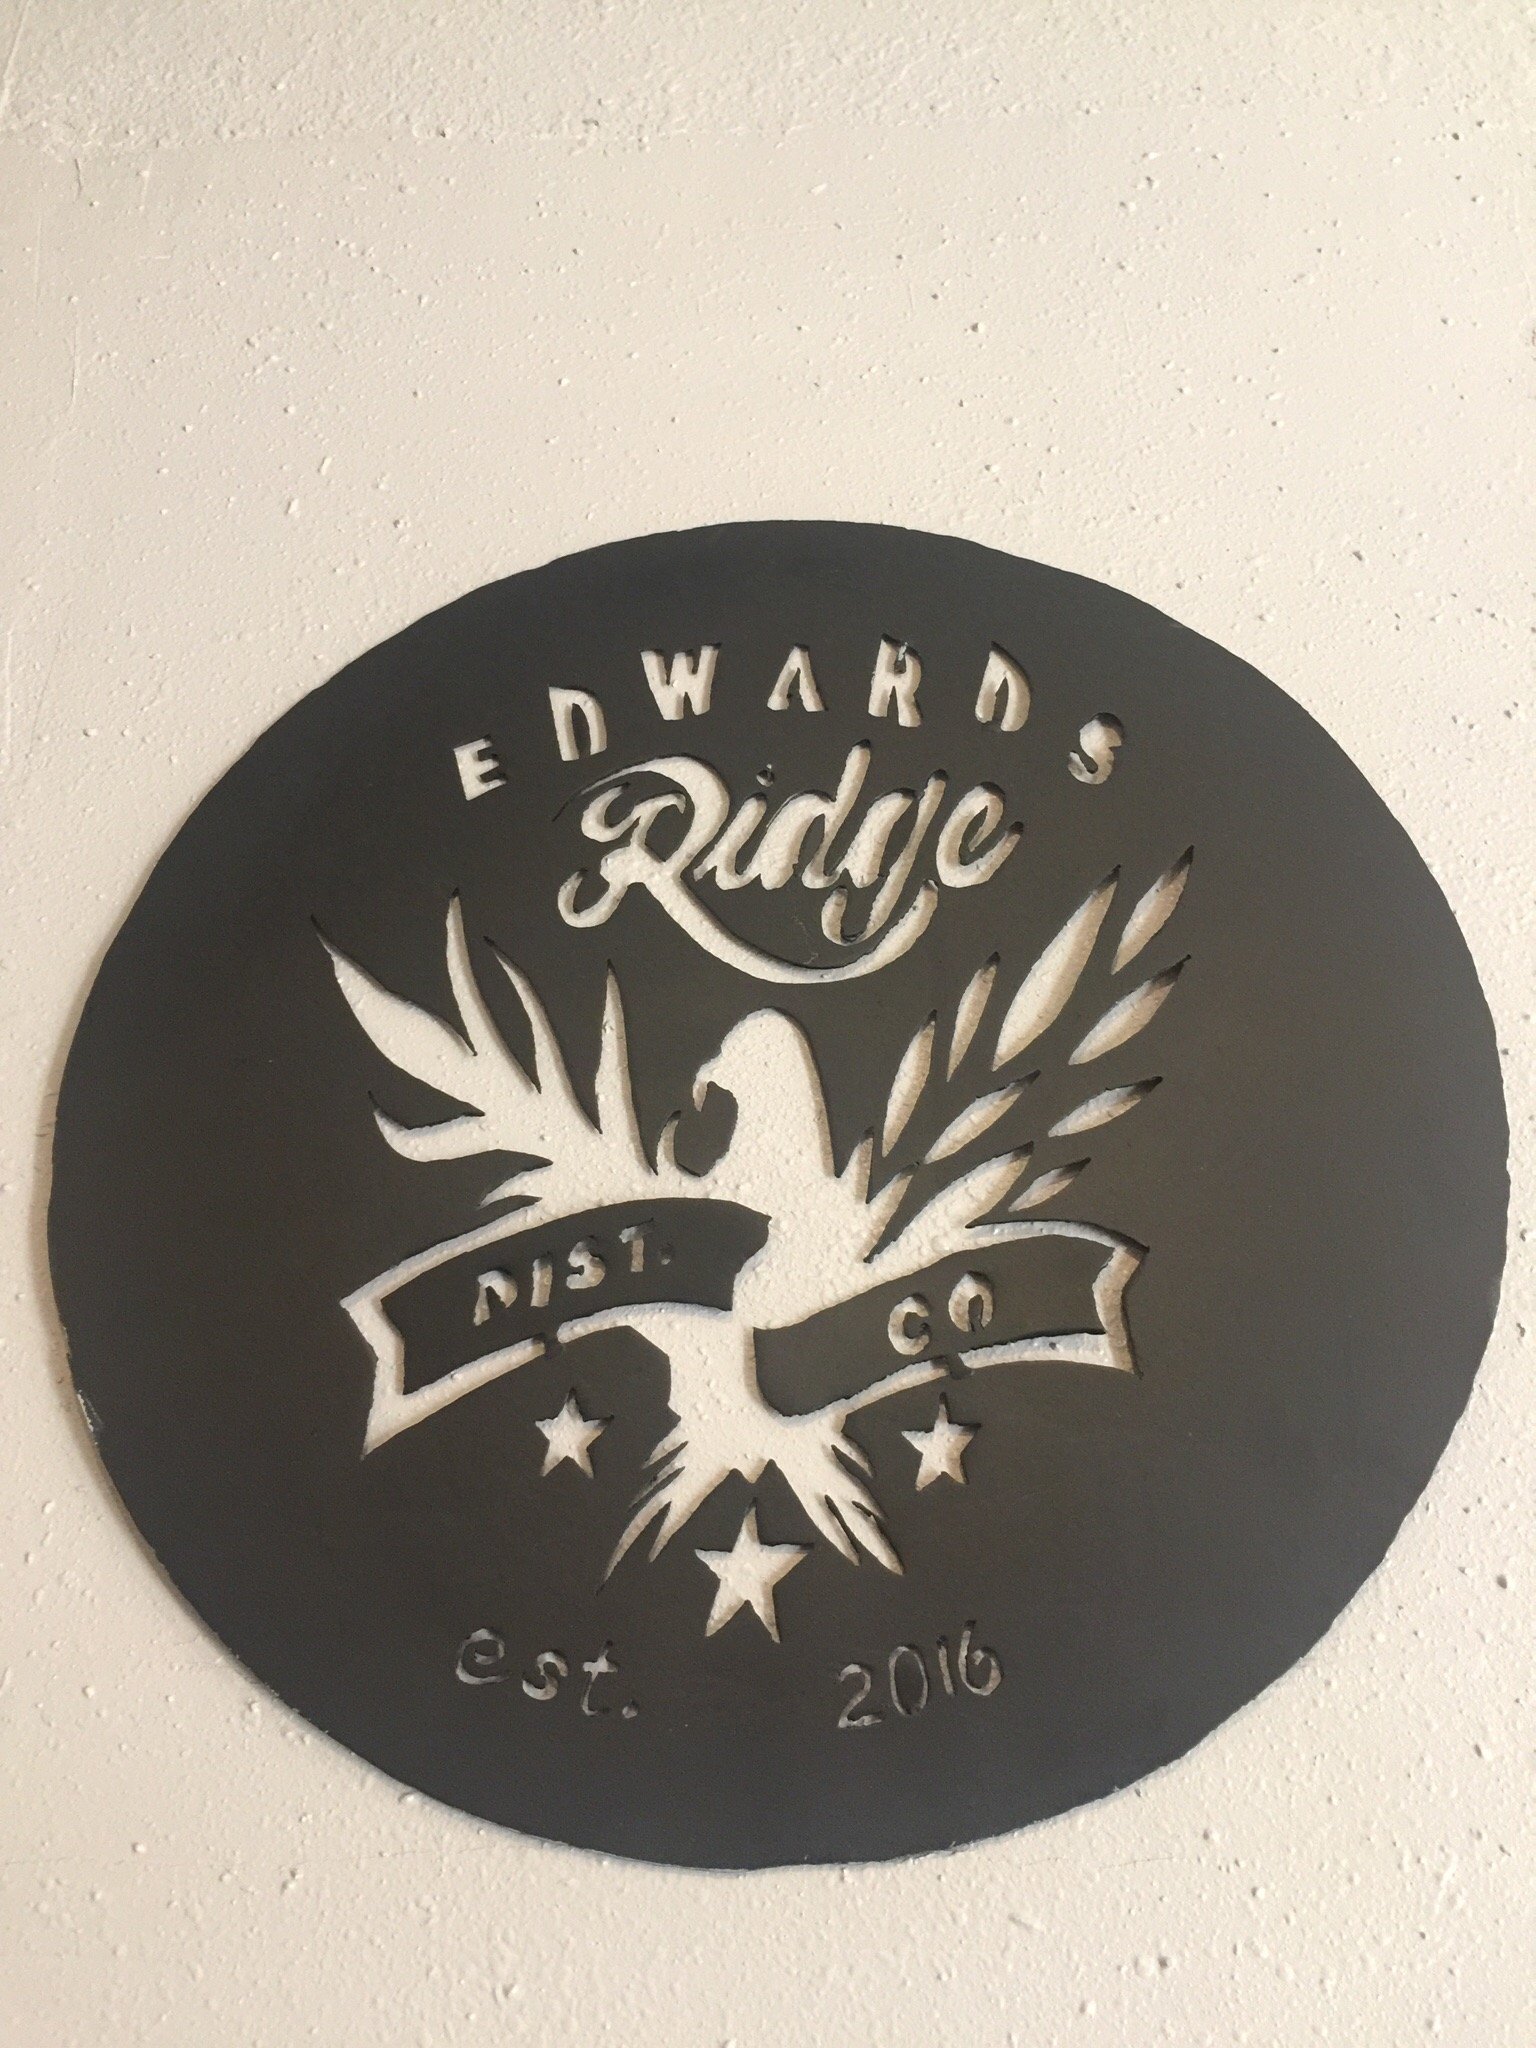 EDWARDS
Ridge
DIST. CO
est. 2016